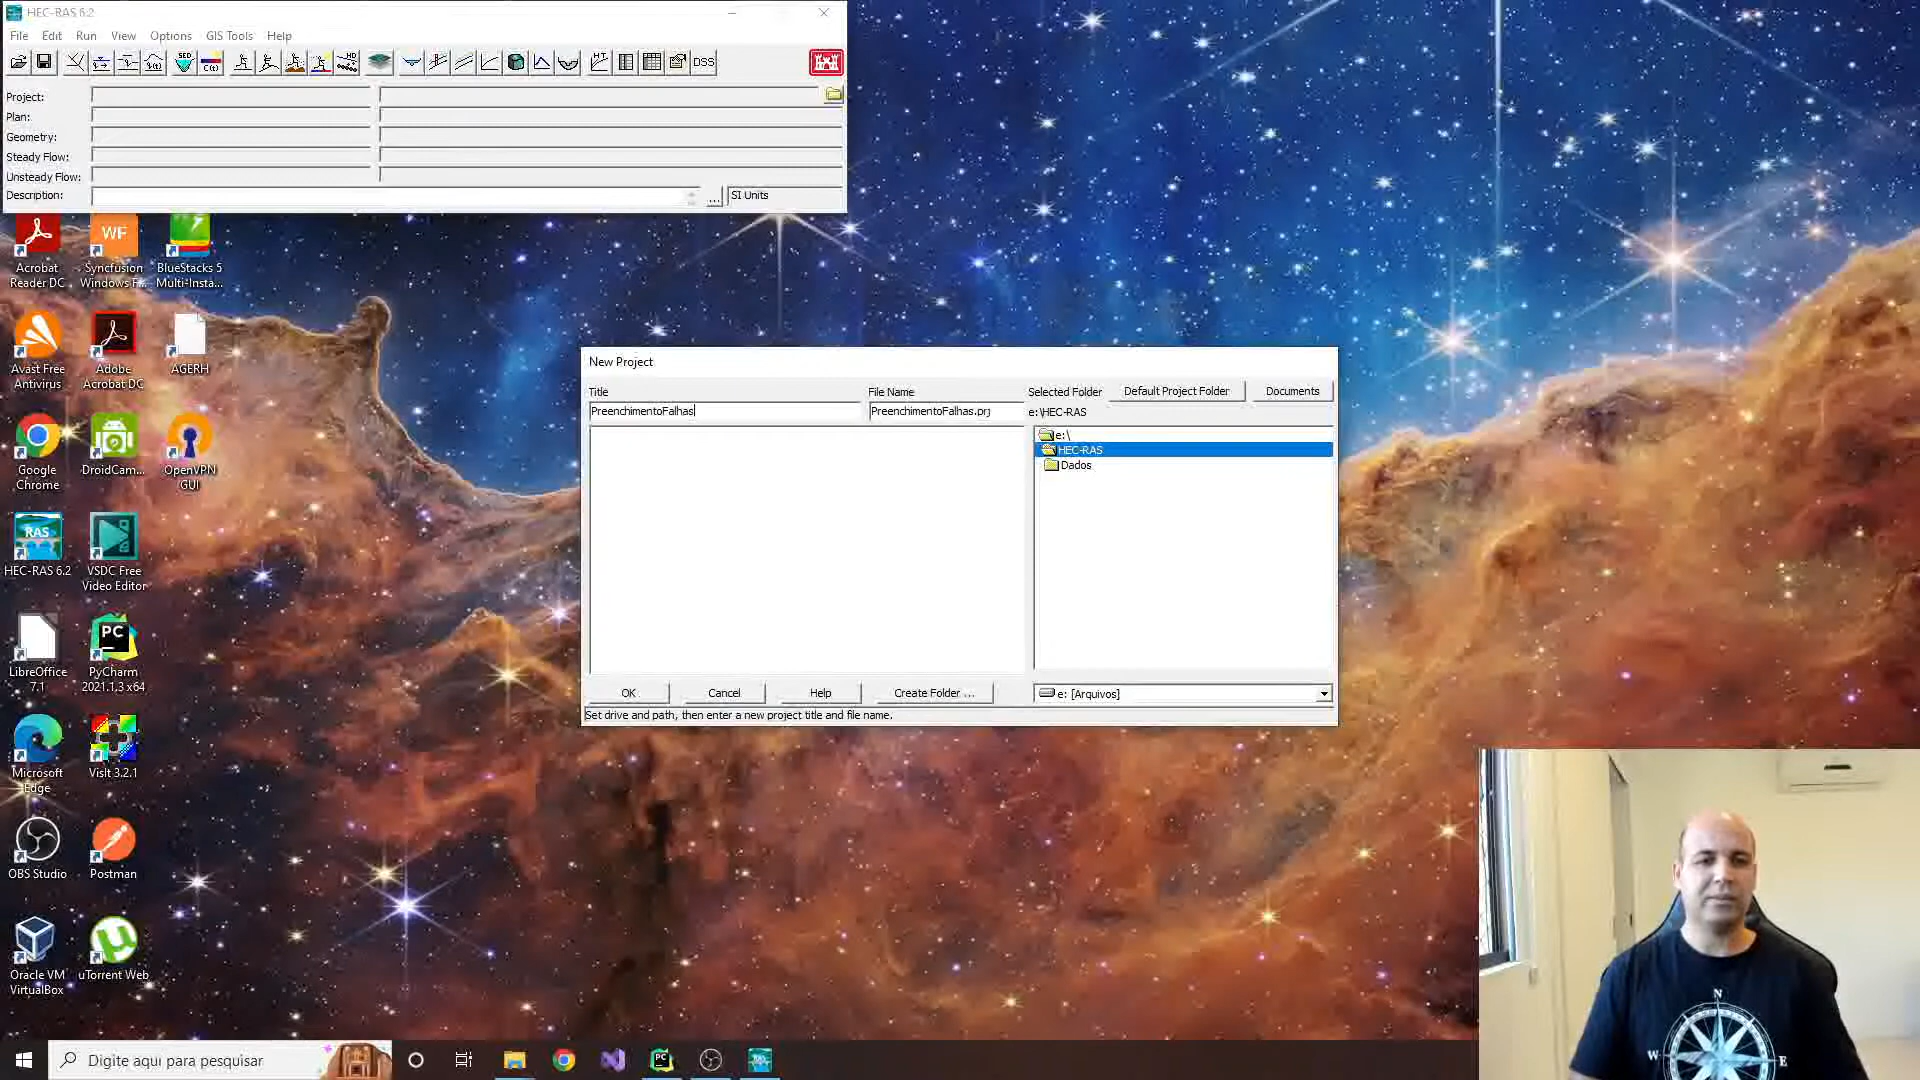 HEC-RAS 6.2
File Edit Run View Options GIS Tools Help
SED C(t) HD H.T. DSS
Project:
Plan:
Geometry:
Steady Flow:
Unsteady Flow:
Description: ... SI Units
Acrobat Reader DC
WF
Syncfusion Windows F...
BlueStacks 5 Multi-Insta...
Avast Free Antivirus
Adobe Acrobat DC
AGERH
Google Chrome
DroidCam...
OpenVPN GUI
RAS
HEC-RAS 6.2
VSDC Free Video Editor
LibreOffice 7.1
PC
PyCharm 2021.1.3 x64
Microsoft Edge
VisIt 3.2.1
OBS Studio
Postman
Oracle VM VirtualBox
uTorrent Web
New Project
Title File Name Selected Folder Default Project Folder Documents
PreenchimentoFalhas PreenchimentoFalhas.prj e:\HEC-RAS
e:\
HEC-RAS
Dados
OK Cancel Help Create Folder ... e: [Arquivos]
Set drive and path, then enter a new project title and file name.
N
W E
Digite aqui para pesquisar
PC